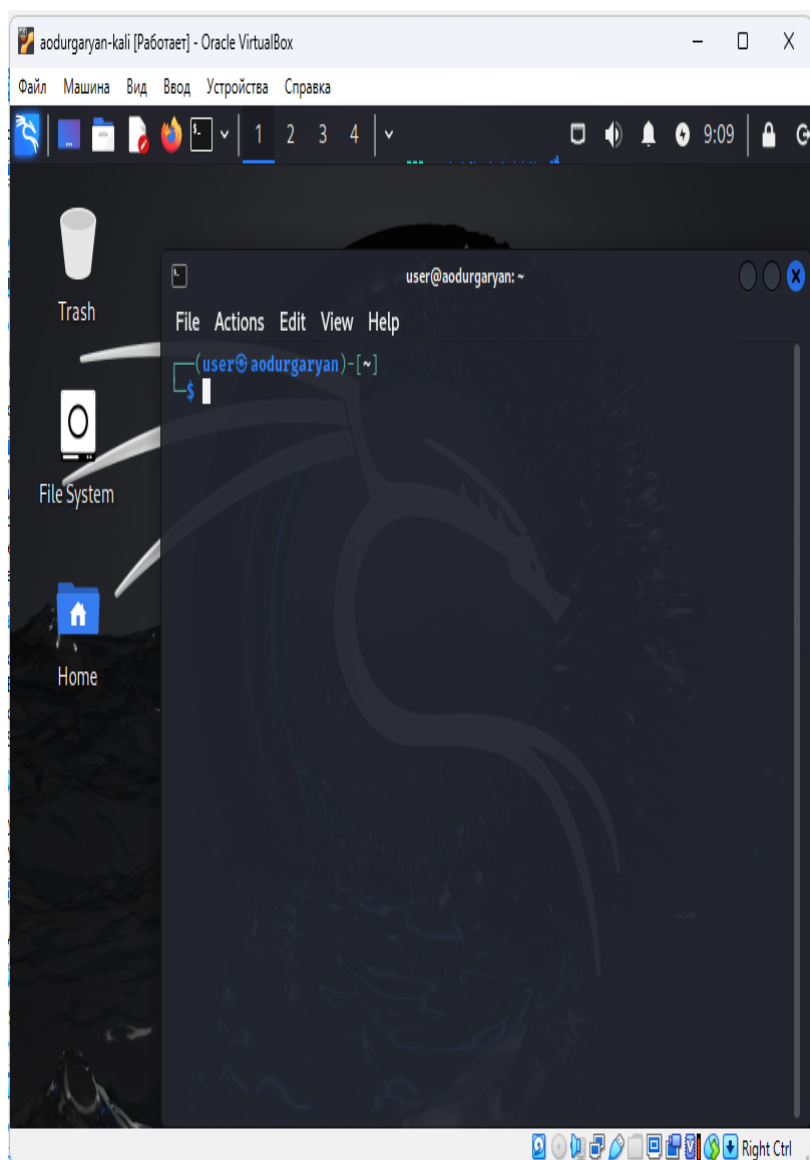 aodurgaryan-kali [Работает] - Oracle VirtualBox
Файл Машина Вид Ввод Устройства Справка
1 2 3 4 9:09
Trash
user@aodurgaryan: ~
File Actions Edit View Help
(user㉿aodurgaryan)-[~]
$
File System
Home
Right Ctrl